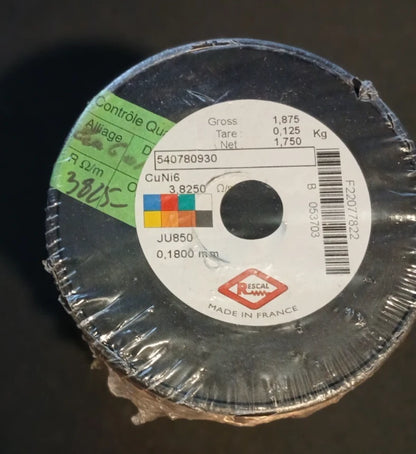 Contrôle Qu
Alliage
D
R Ω/m
3805
Gross 1,875
Tare : 0,125 Kg
Net 1,750
540780930
CuNi6
3,8250 Ω/m
JU850
0,1800 mm
RESCAL
MADE IN FRANCE
F22077822
B 053703